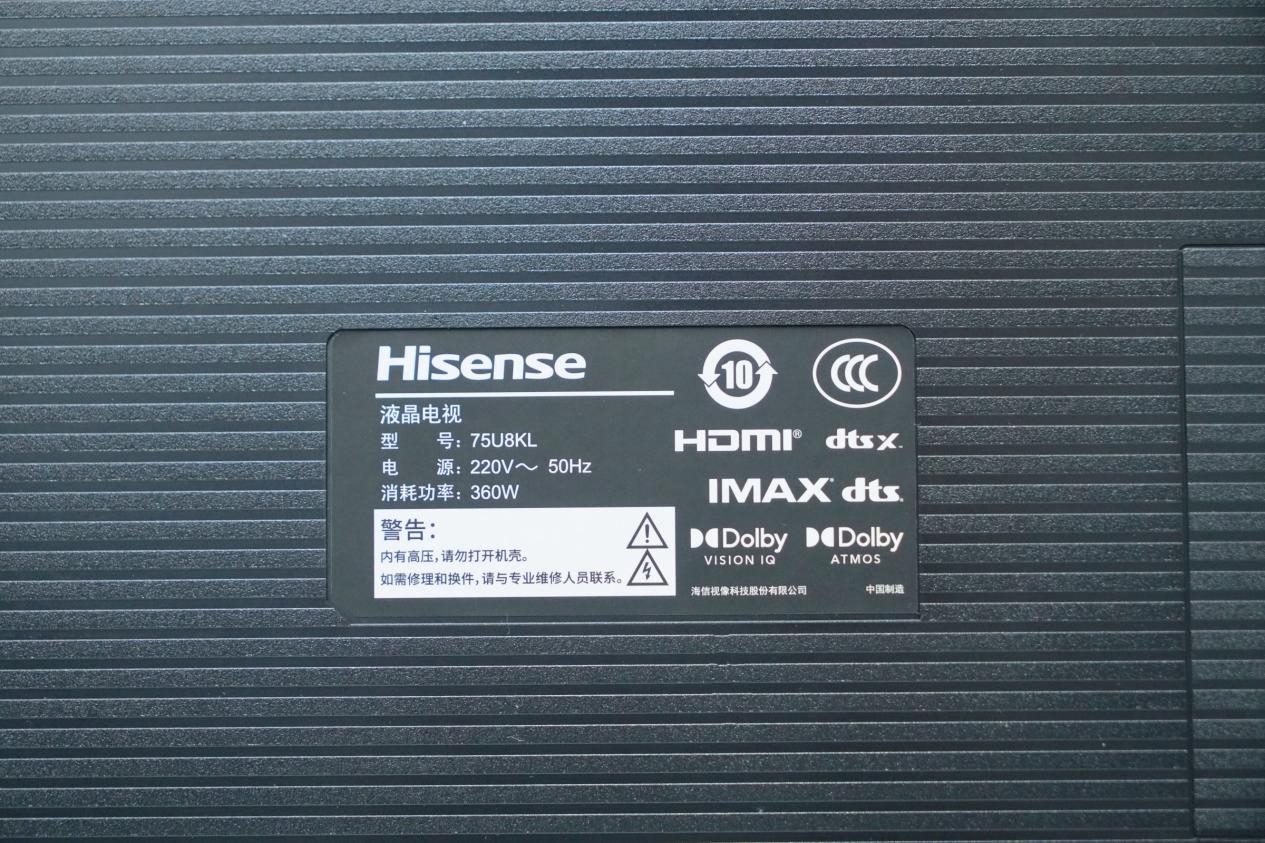 Hisense
液晶电视
型 号：75U8KL
电 源：220V～ 50Hz
消耗功率：360W
警告：
内有高压，请勿打开机壳。
如需修理和换件，请与专业维修人员联系。
10
CCC
HDMI®
dts X™
IMAX® dts™
Dolby VISION IQ
Dolby ATMOS
海信视像科技股份有限公司
中国制造